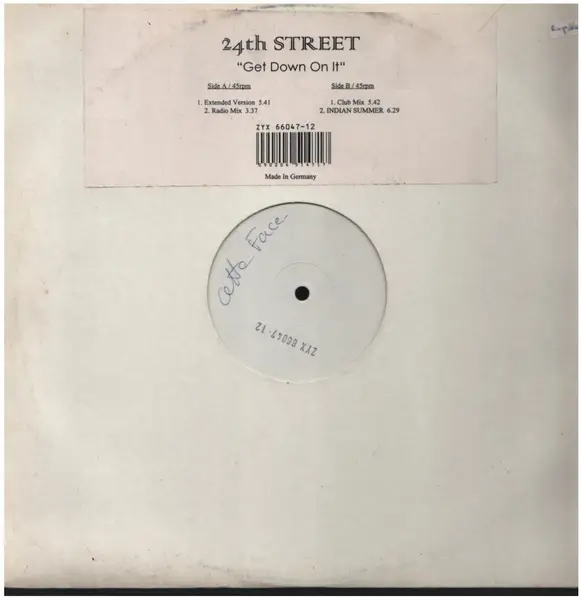 24th STREET
"Get Down On It"
Side A / 45rpm
1. Extended Version 5.41
2. Radio Mix 3.37
Side B / 45rpm
1. Club Mix 5.42
2. INDIAN SUMMER 6.29
ZYX 66047-12
Made In Germany
cette Face
ZYX 66047-12